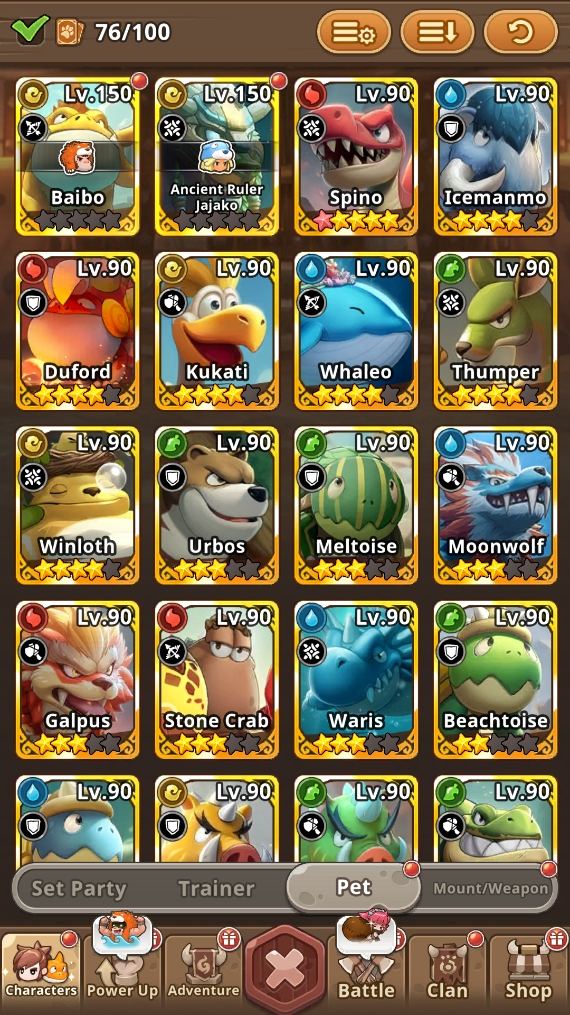 76/100
Lv.150
Lv.150
Lv.90
Lv.90
Baibo
Ancient Ruler
Jajako
Spino
Icemanmo
Lv.90
Lv.90
Lv.90
Lv.90
Duford
Kukati
Whaleo
Thumper
Lv.90
Lv.90
Lv.90
Lv.90
Winloth
Urbos
Meltoise
Moonwolf
Lv.90
Lv.90
Lv.90
Lv.90
Galpus
Stone Crab
Waris
Beachtoise
Lv.90
Lv.90
Lv.90
Lv.90
Set Party
Trainer
Pet
Mount/Weapon
Characters
Power Up
Adventure
Battle
Clan
Shop